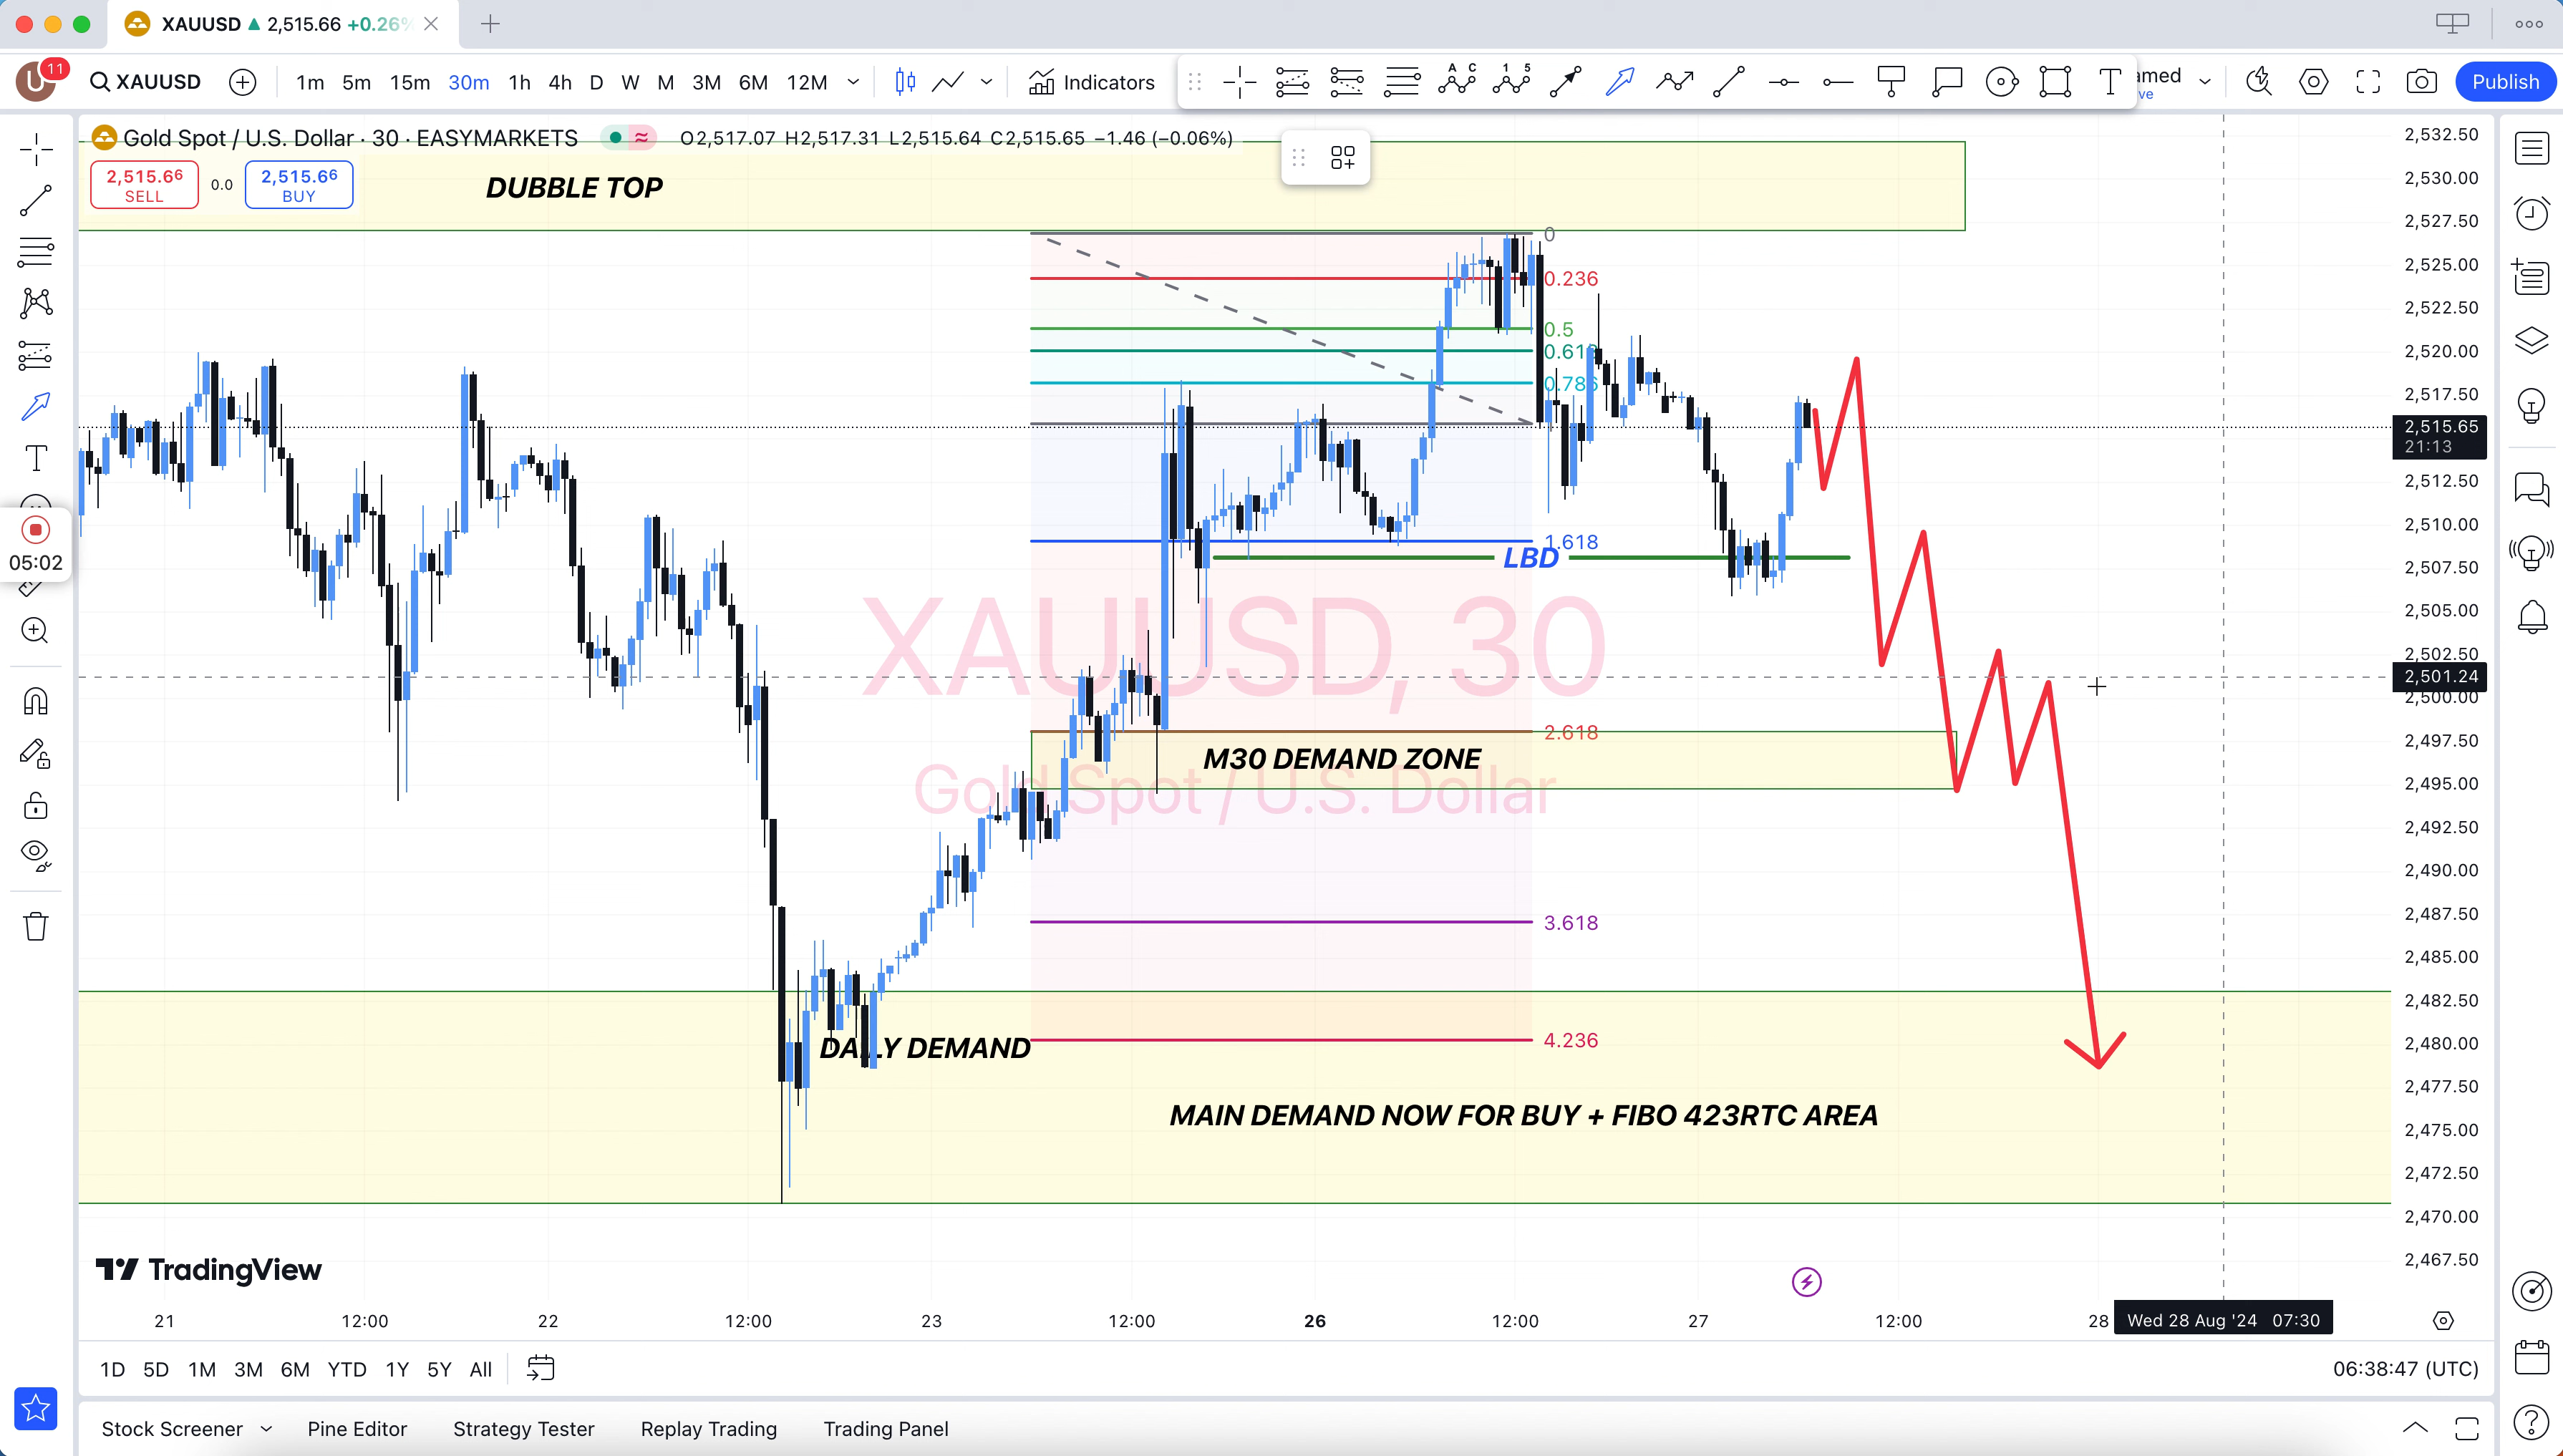 XAUUSD ▲ 2,515.66 +0.26%
U 11 XAUUSD 1m 5m 15m 30m 1h 4h D W M 3M 6M 12M Indicators amed Publish
ve
Gold Spot / U.S. Dollar · 30 · EASYMARKETS O2,517.07 H2,517.31 L2,515.64 C2,515.65 −1.46 (−0.06%)
2,515.66 SELL 0.0 2,515.66 BUY
DUBBLE TOP
0
0.236
0.5
0.618
0.786
1.618
LBD
XAUUSD, 30
Gold Spot / U.S. Dollar
2.618
M30 DEMAND ZONE
3.618
4.236
DAILY DEMAND
MAIN DEMAND NOW FOR BUY + FIBO 423RTC AREA
2,532.50
2,530.00
2,527.50
2,525.00
2,522.50
2,520.00
2,517.50
2,515.65
21:13
2,512.50
2,510.00
2,507.50
2,505.00
2,502.50
2,501.24
2,500.00
2,497.50
2,495.00
2,492.50
2,490.00
2,487.50
2,485.00
2,482.50
2,480.00
2,477.50
2,475.00
2,472.50
2,470.00
2,467.50
05:02
TradingView
21 12:00 22 12:00 23 12:00 26 12:00 27 12:00 28 Wed 28 Aug '24 07:30
1D 5D 1M 3M 6M YTD 1Y 5Y All 06:38:47 (UTC)
Stock Screener Pine Editor Strategy Tester Replay Trading Trading Panel